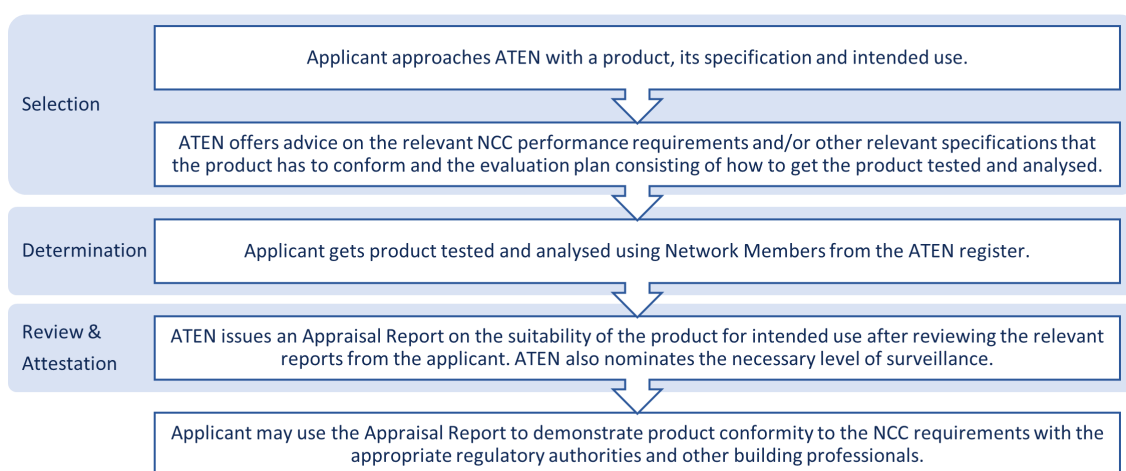 Selection
Applicant approaches ATEN with a product, its specification and intended use.
ATEN offers advice on the relevant NCC performance requirements and/or other relevant specifications that
the product has to conform and the evaluation plan consisting of how to get the product tested and analysed.
Determination
Applicant gets product tested and analysed using Network Members from the ATEN register.
Review &
Attestation
ATEN issues an Appraisal Report on the suitability of the product for intended use after reviewing the relevant
reports from the applicant. ATEN also nominates the necessary level of surveillance.
Applicant may use the Appraisal Report to demonstrate product conformity to the NCC requirements with the
appropriate regulatory authorities and other building professionals.